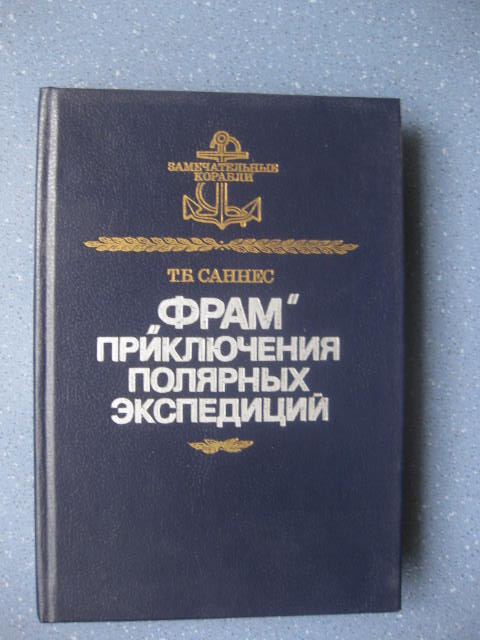 ЗАМЕЧАТЕЛЬНЫЕ
КОРАБЛИ
Т.Б. САННЕС
„ФРАМ“
ПРИКЛЮЧЕНИЯ
ПОЛЯРНЫХ
ЭКСПЕДИЦИЙ